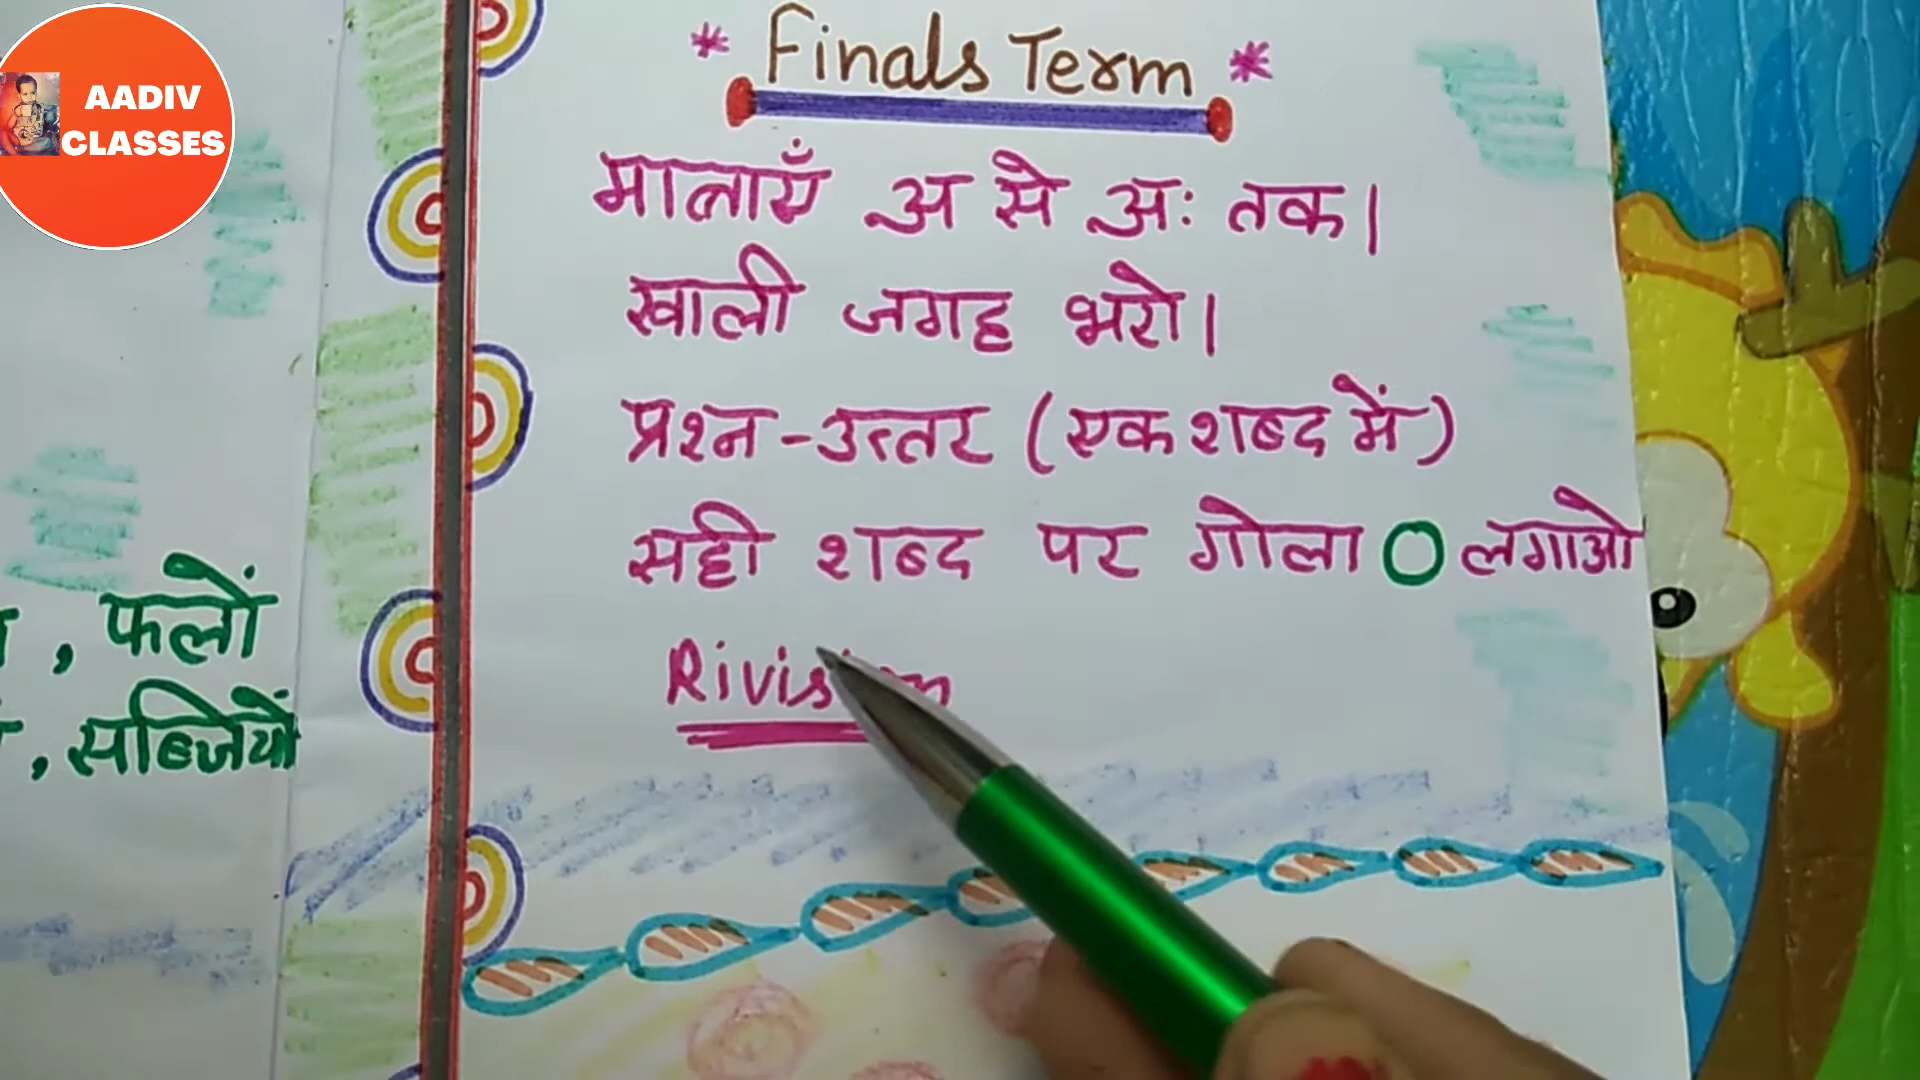 AADIV
CLASSES
* Finals Term *
मालाएँ अ से अः तक।
खाली जगह भरो।
प्रश्न-उत्तर (एक शब्द में)
सही शब्द पर गोला O लगाओ
, फलों
, सब्जियों